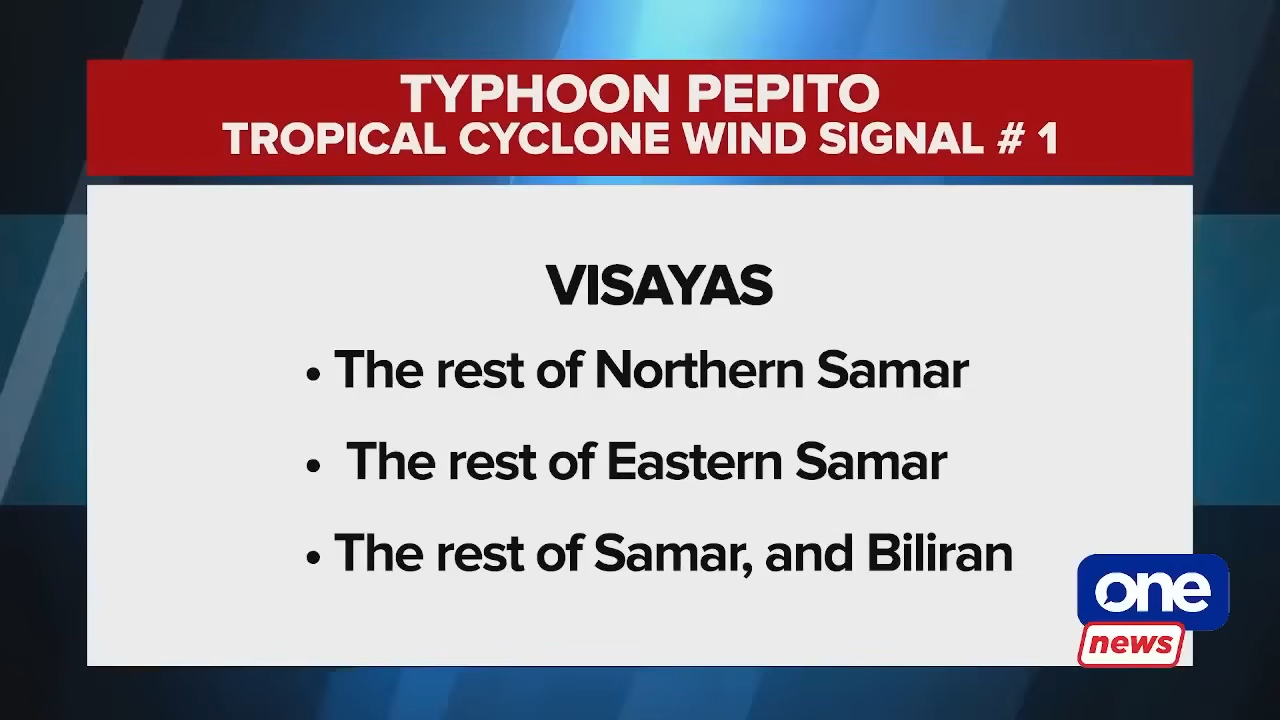 TYPHOON PEPITO
TROPICAL CYCLONE WIND SIGNAL # 1
VISAYAS
• The rest of Northern Samar
• The rest of Eastern Samar
• The rest of Samar, and Biliran
one
news